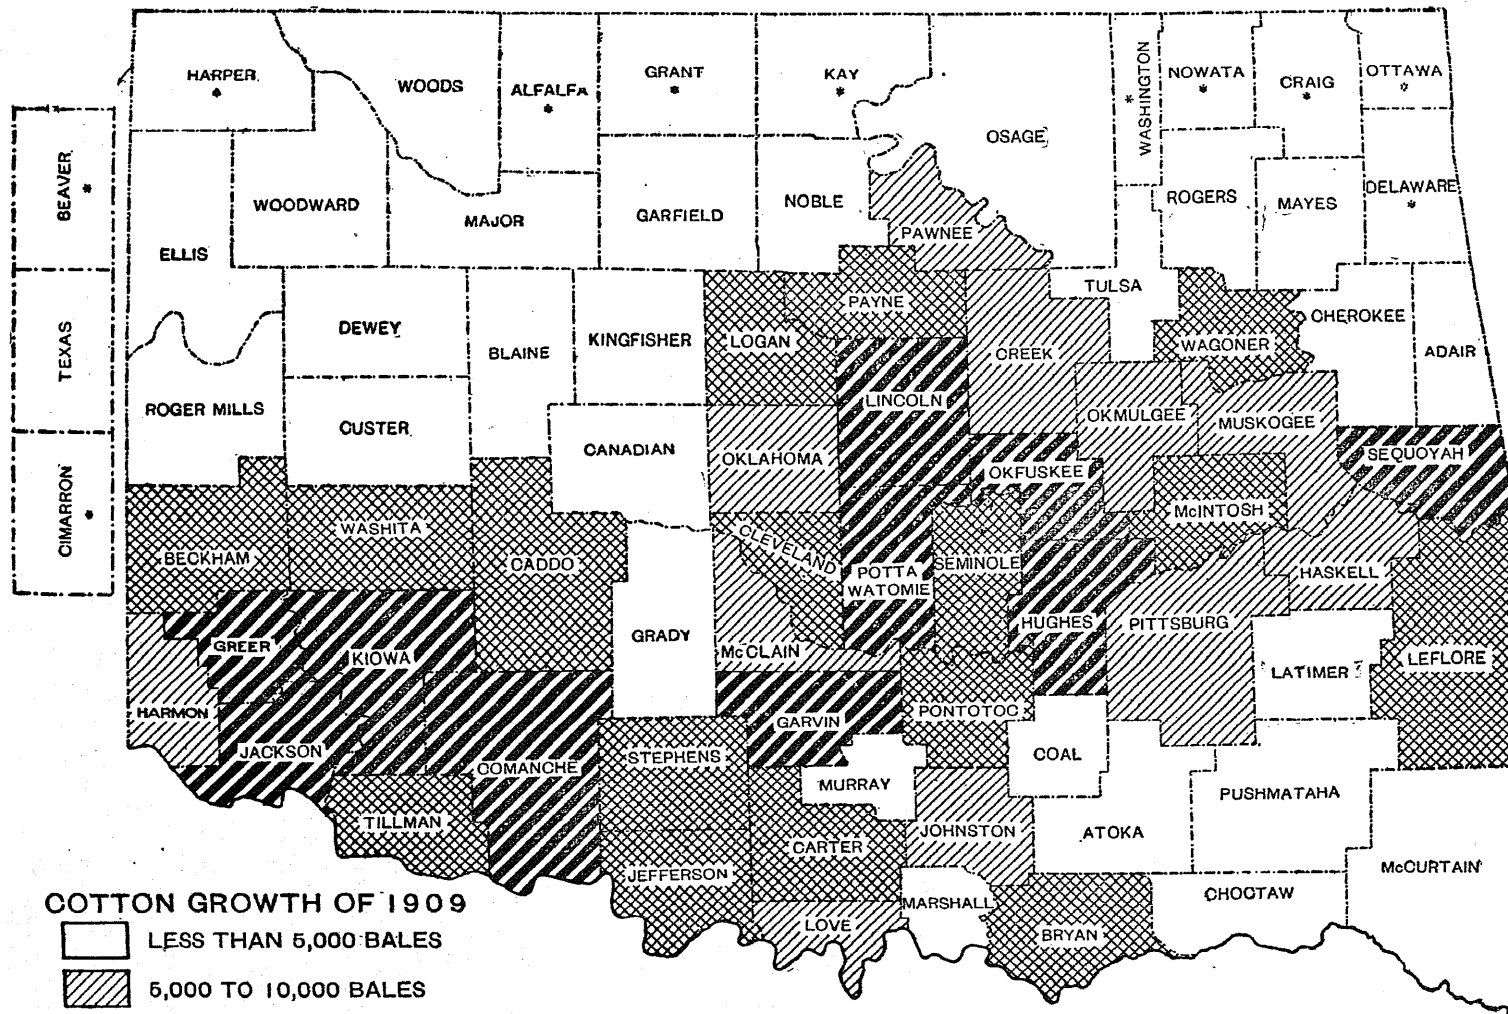 HARPER
WOODS
ALFALFA
*
GRANT
*
KAY
*
OSAGE
WASHINGTON
*
NOWATA
*
CRAIG
*
OTTAWA
*
BEAVER
*
ELLIS
WOODWARD
MAJOR
GARFIELD
NOBLE
PAWNEE
ROGERS
MAYES
DELAWARE
*
TEXAS
DEWEY
BLAINE
KINGFISHER
LOGAN
PAYNE
CREEK
TULSA
WAGONER
CHEROKEE
ADAIR
ROGER MILLS
CUSTER
CANADIAN
OKLAHOMA
LINCOLN
OKFUSKEE
OKMULGEE
MUSKOGEE
SEQUOYAH
CIMARRON
*
BECKHAM
WASHITA
CADDO
CLEVELAND
POTTA
WATOMIE
SEMINOLE
McINTOSH
HASKELL
GREER
KIOWA
GRADY
McCLAIN
HUGHES
PITTSBURG
LATIMER
LEFLORE
HARMON
JACKSON
COMANCHE
STEPHENS
GARVIN
PONTOTOC
COAL
TILLMAN
MURRAY
PUSHMATAHA
JEFFERSON
CARTER
JOHNSTON
ATOKA
McCURTAIN
LOVE
MARSHALL
BRYAN
CHOCTAW
COTTON GROWTH OF 1909
LESS THAN 5,000 BALES
5,000 TO 10,000 BALES